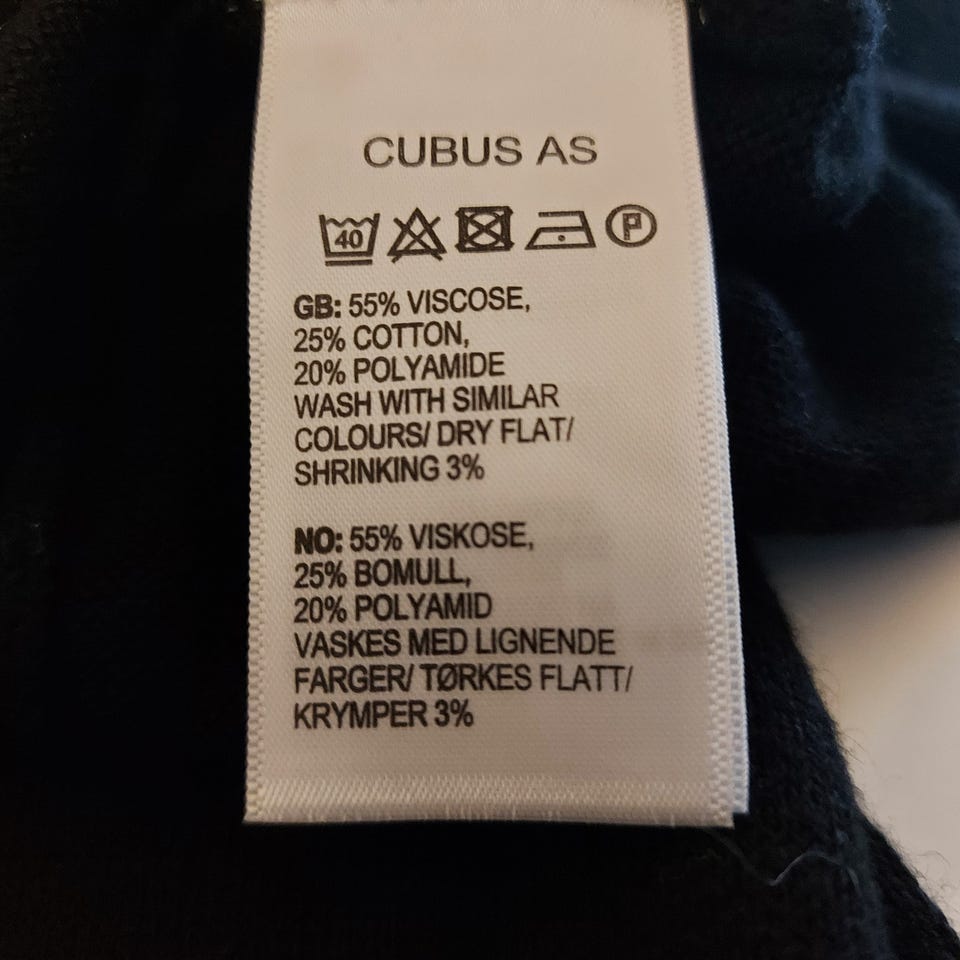 CUBUS AS
40 P
GB: 55% VISCOSE,
25% COTTON,
20% POLYAMIDE
WASH WITH SIMILAR
COLOURS/ DRY FLAT/
SHRINKING 3%
NO: 55% VISKOSE,
25% BOMULL,
20% POLYAMID
VASKES MED LIGNENDE
FARGER/ TØRKES FLATT/
KRYMPER 3%